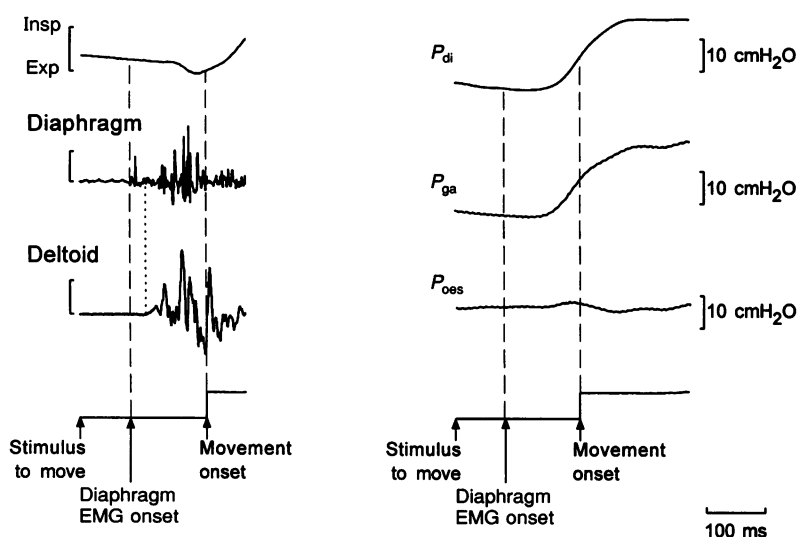 Insp
Exp
Diaphragm
Deltoid
Stimulus
to move
Movement
onset
Diaphragm
EMG onset
Pdi
10 cmH2O
Pga
10 cmH2O
Poes
10 cmH2O
Stimulus
to move
Movement
onset
Diaphragm
EMG onset
100 ms